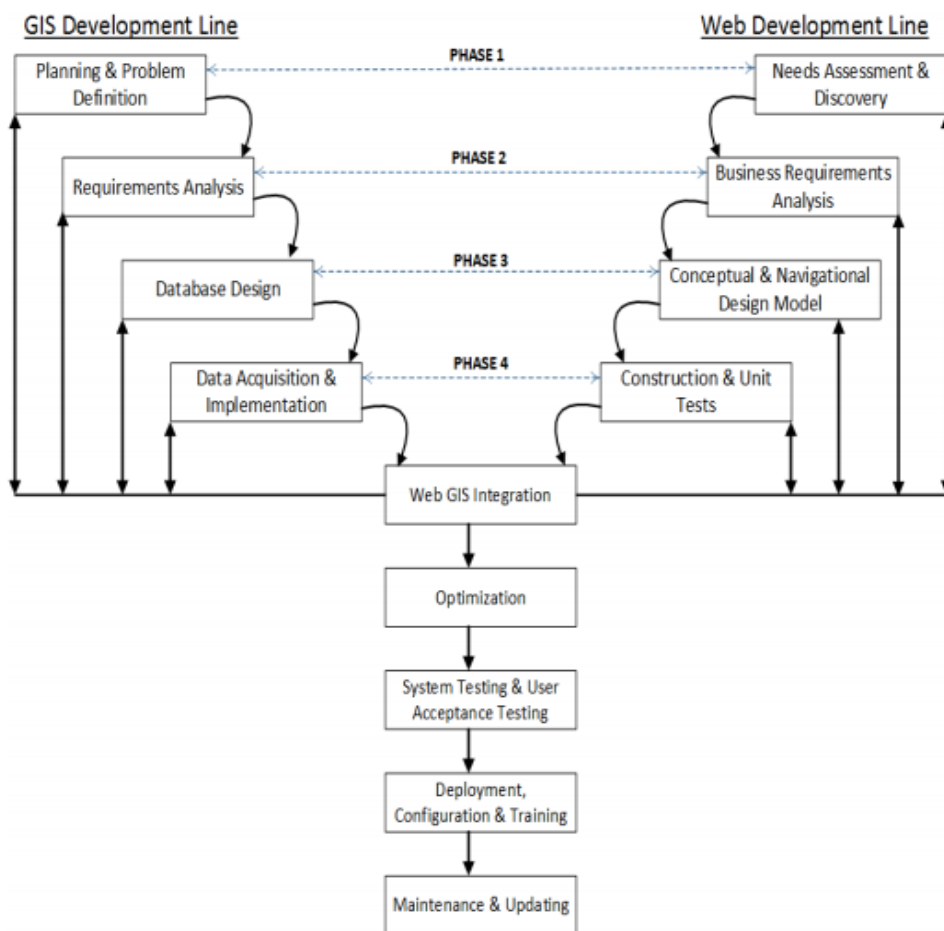 GIS Development Line
Web Development Line
PHASE 1
Planning & Problem
Definition
Needs Assessment &
Discovery
PHASE 2
Requirements Analysis
Business Requirements
Analysis
PHASE 3
Database Design
Conceptual & Navigational
Design Model
PHASE 4
Data Acquisition &
Implementation
Construction & Unit
Tests
Web GIS Integration
Optimization
System Testing & User
Acceptance Testing
Deployment,
Configuration & Training
Maintenance & Updating